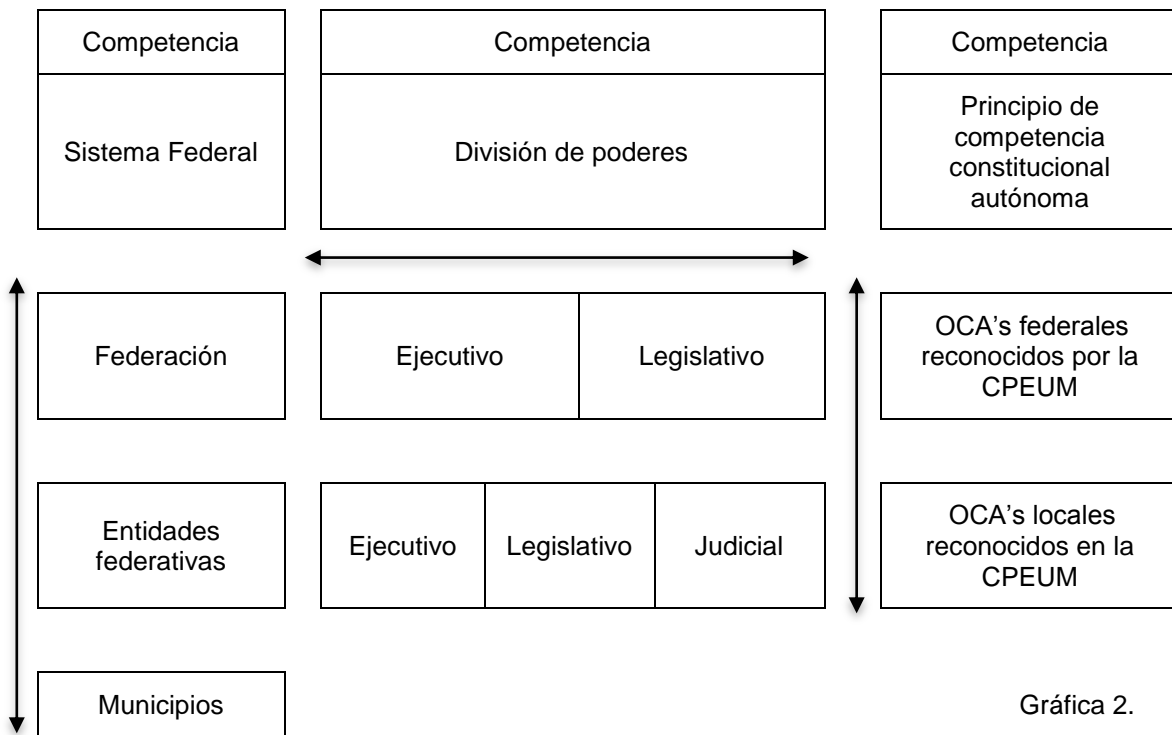 Competencia
Competencia
Competencia
Sistema Federal
División de poderes
Principio de
competencia
constitucional
autónoma
Federación
Ejecutivo
Legislativo
OCA’s federales
reconocidos por la
CPEUM
Entidades
federativas
Ejecutivo
Legislativo
Judicial
OCA’s locales
reconocidos en la
CPEUM
Municipios
Gráfica 2.